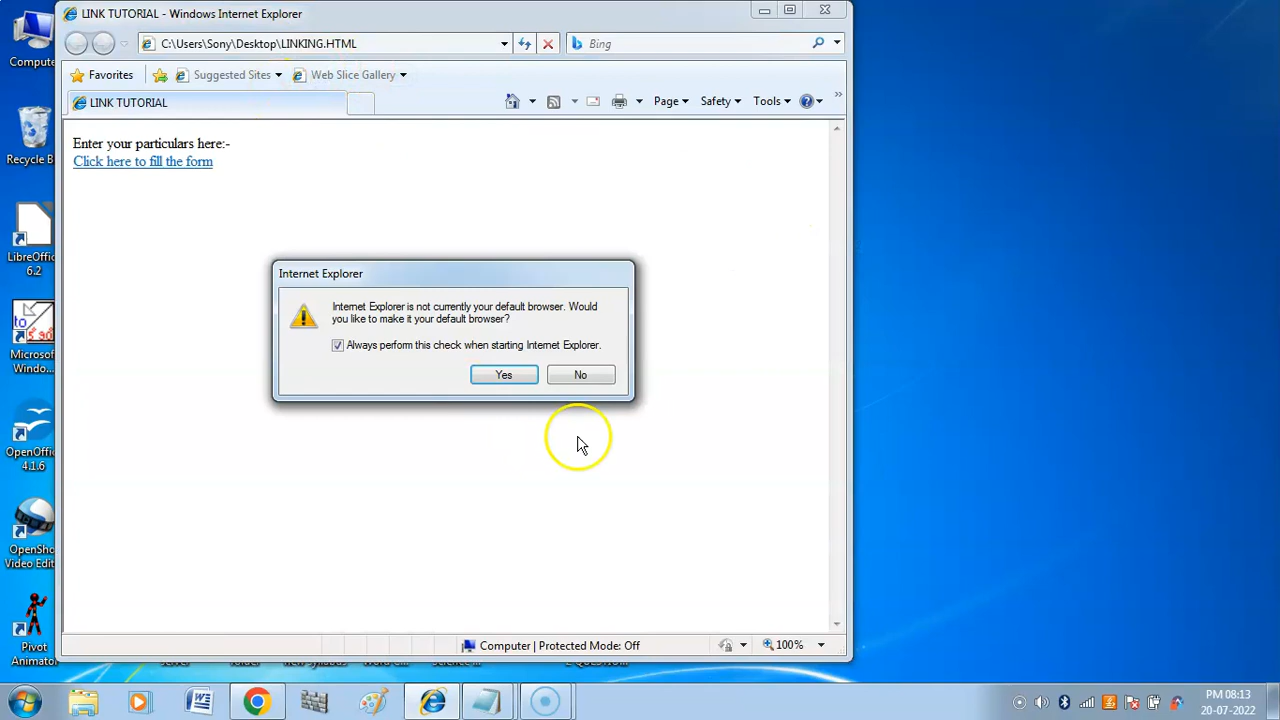 LINK TUTORIAL - Windows Internet Explorer
C:\Users\Sony\Desktop\LINKING.HTML
Bing
Favorites
Suggested Sites
Web Slice Gallery
LINK TUTORIAL
Page
Safety
Tools
Enter your particulars here:-
Click here to fill the form
Internet Explorer
Internet Explorer is not currently your default browser. Would
you like to make it your default browser?
Always perform this check when starting Internet Explorer.
Yes
No
Computer | Protected Mode: Off
100%
Compute
Recycle B
LibreOffic
6.2
Microsof
Windo...
OpenOffi
4.1.6
OpenSho
Video Edit
Pivot
Animator
PM 08:13
20-07-2022